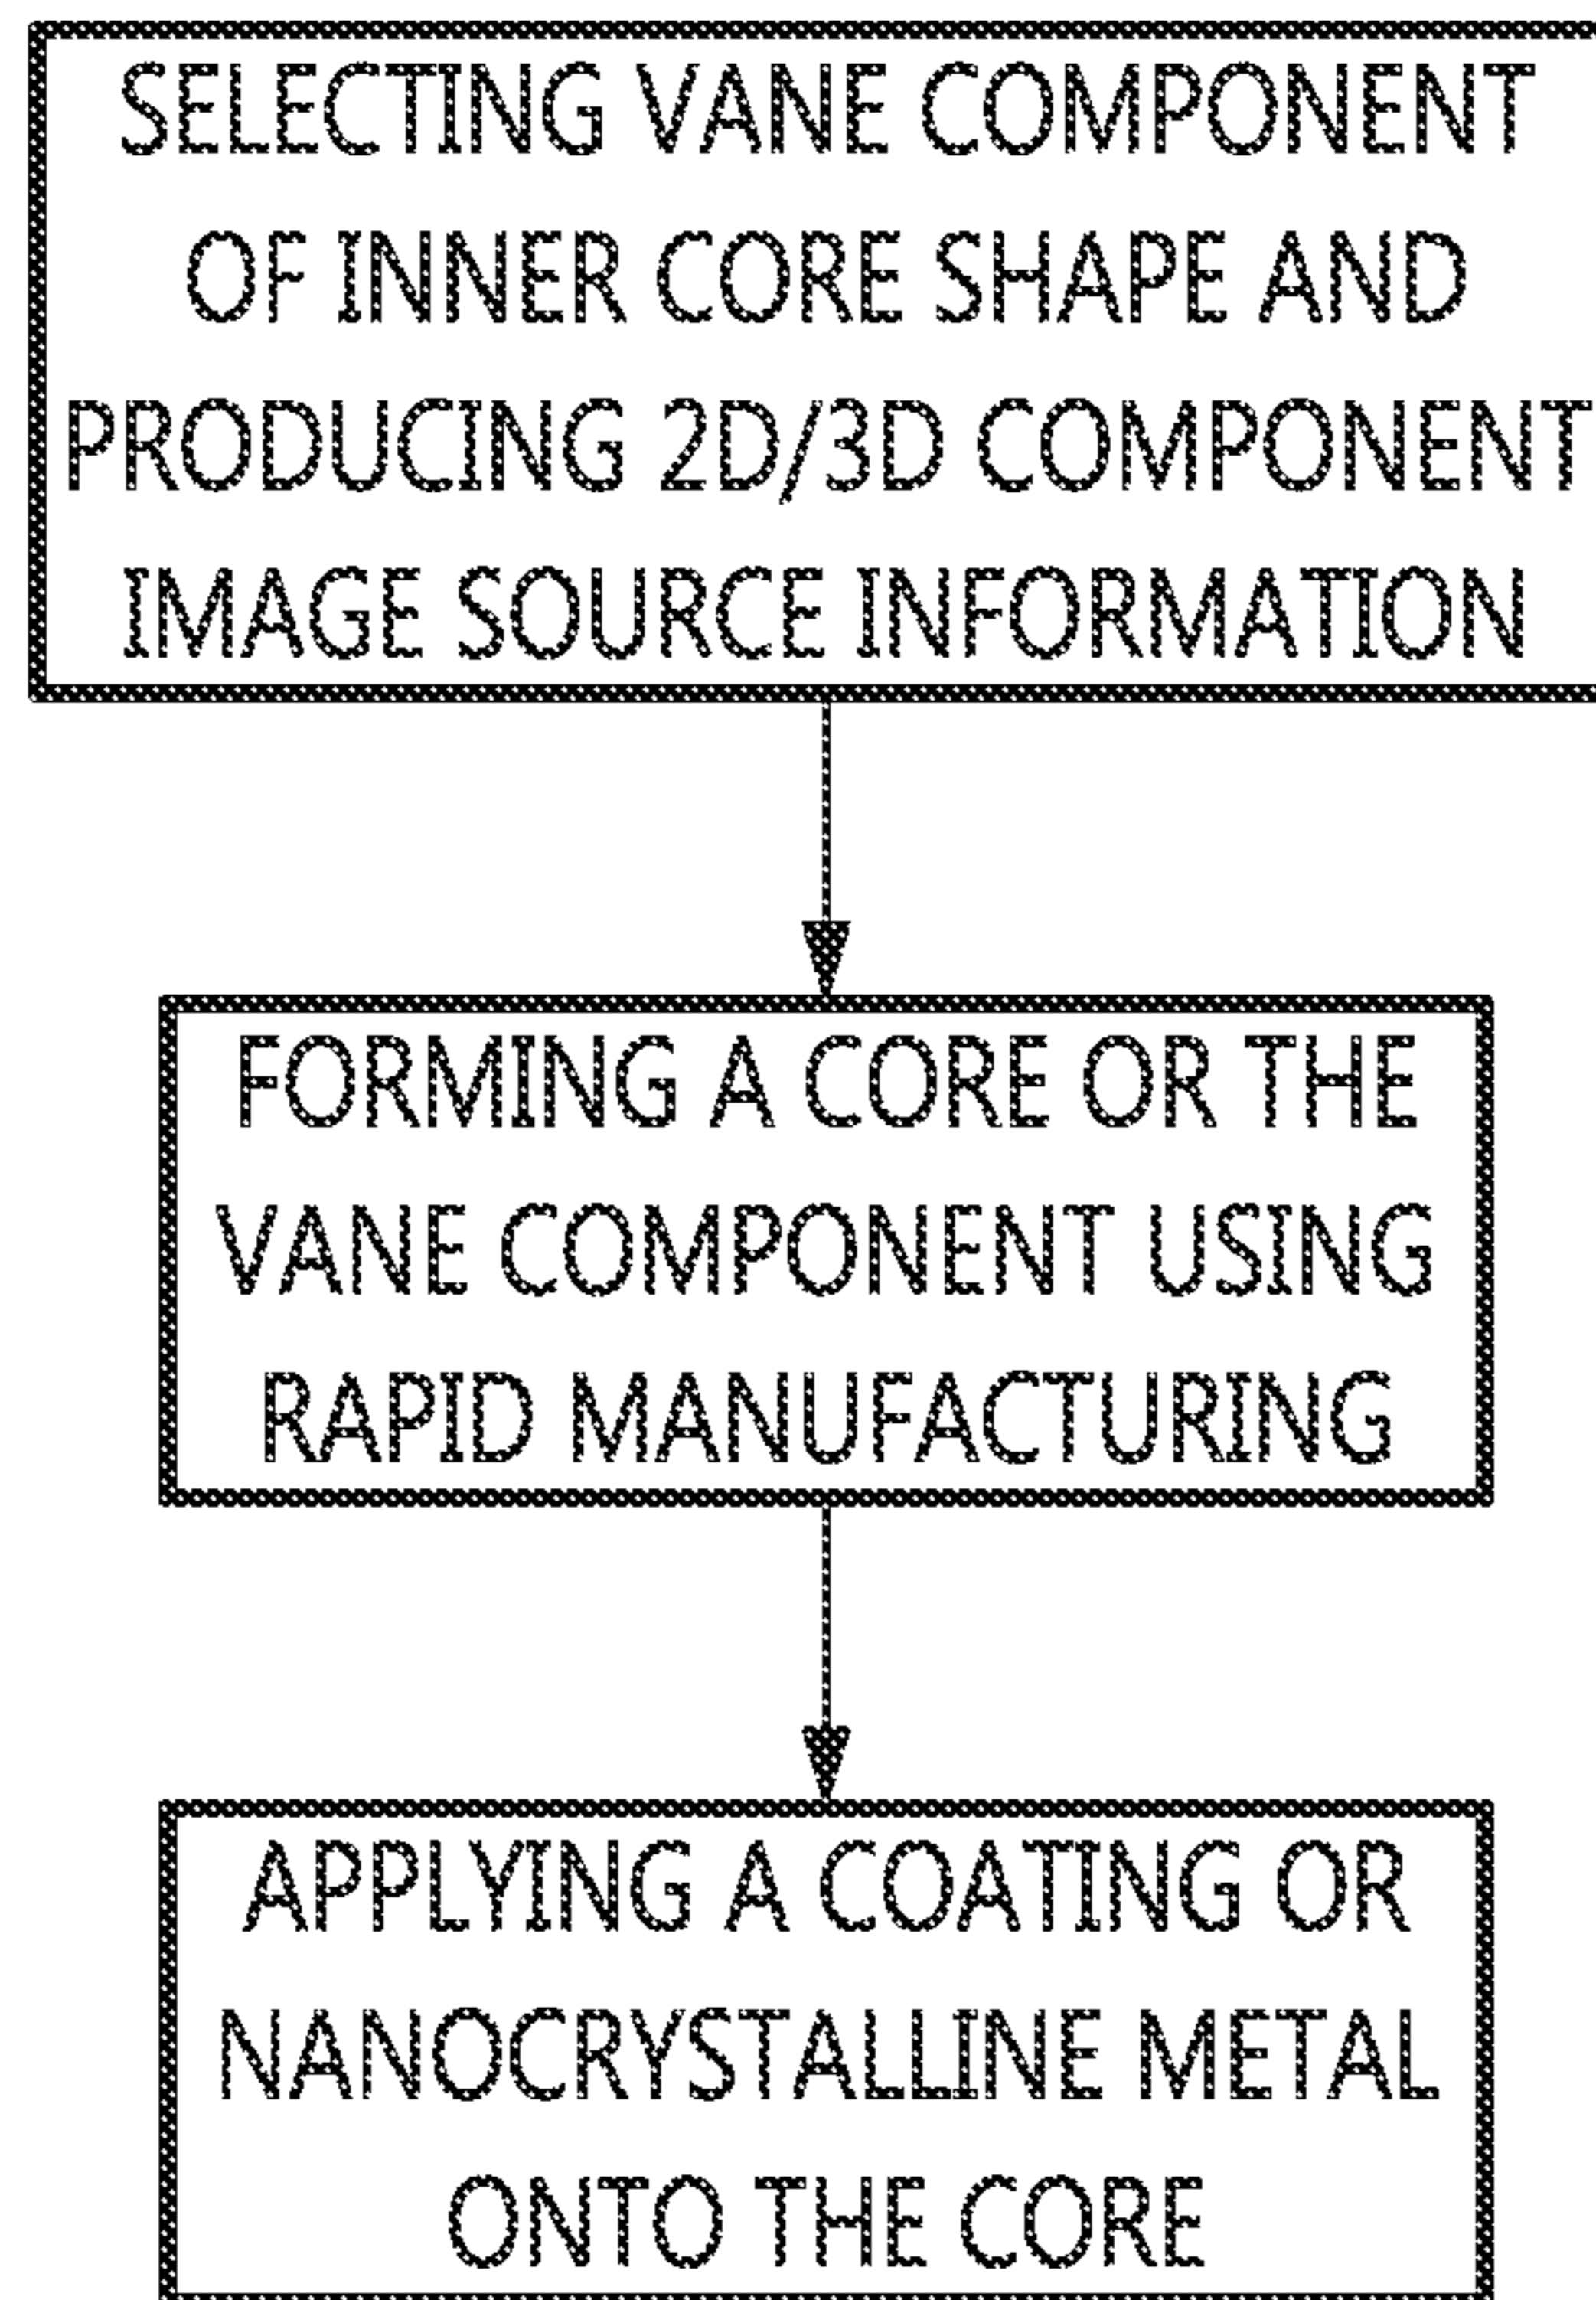 SELECTING VANE COMPONENT
OF INNER CORE SHAPE AND
PRODUCING 2D/3D COMPONENT
IMAGE SOURCE INFORMATION
FORMING A CORE OR THE
VANE COMPONENT USING
RAPID MANUFACTURING
APPLYING A COATING OR
NANOCRYSTALLINE METAL
ONTO THE CORE